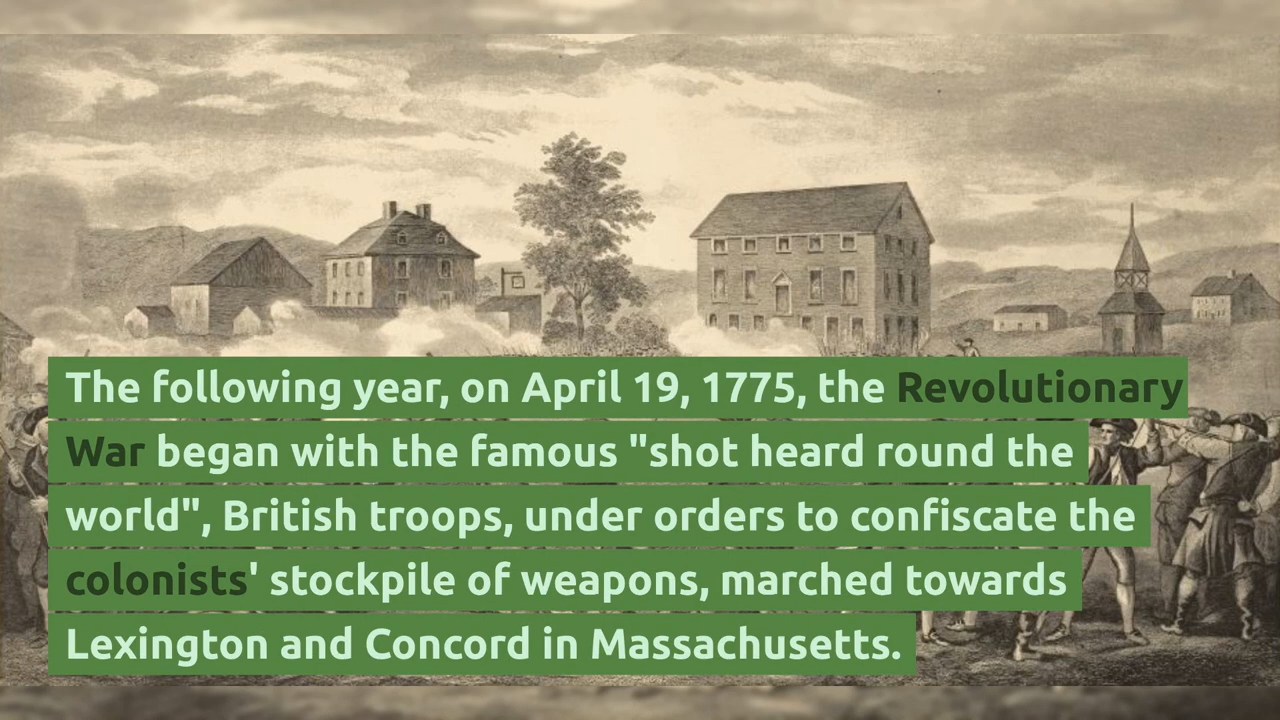 The following year, on April 19, 1775, the Revolutionary
War began with the famous "shot heard round the
world", British troops, under orders to confiscate the
colonists' stockpile of weapons, marched towards
Lexington and Concord in Massachusetts.